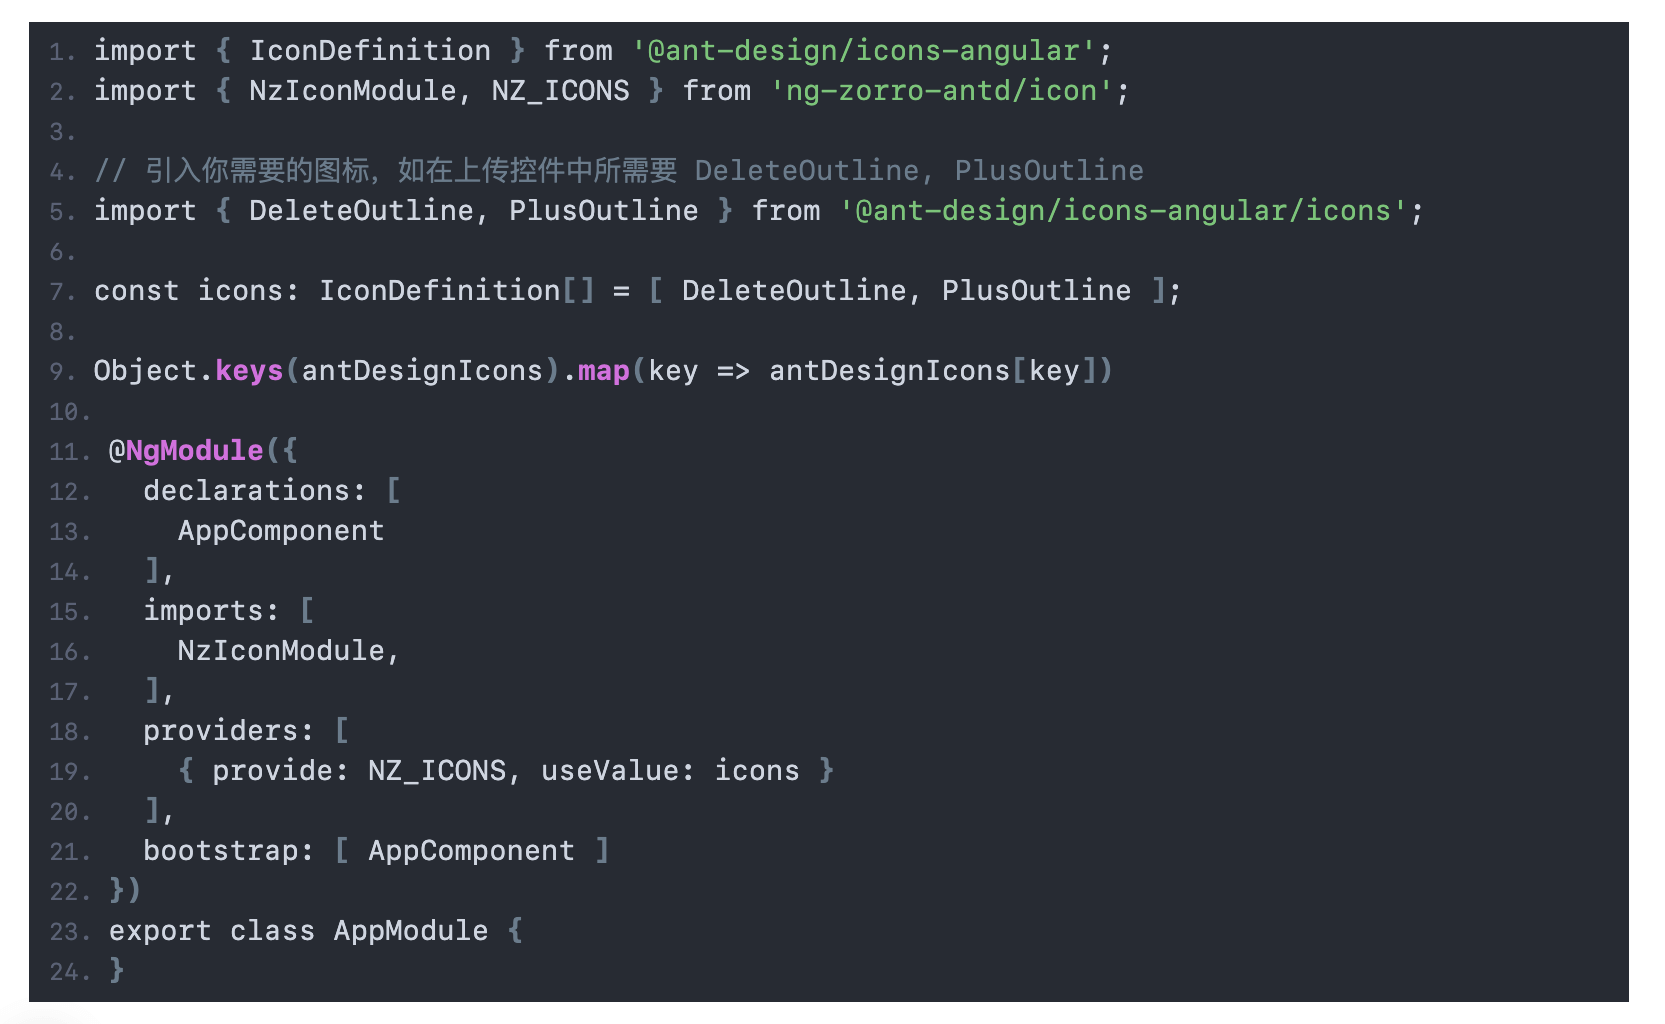 1. import { IconDefinition } from '@ant-design/icons-angular';
2. import { NzIconModule, NZ_ICONS } from 'ng-zorro-antd/icon';
3.
4. // 引入你需要的图标，如在上传控件中所需要 DeleteOutline, PlusOutline
5. import { DeleteOutline, PlusOutline } from '@ant-design/icons-angular/icons';
6.
7. const icons: IconDefinition[] = [ DeleteOutline, PlusOutline ];
8.
9. Object.keys(antDesignIcons).map(key => antDesignIcons[key])
10.
11. @NgModule({
12.   declarations: [
13.     AppComponent
14.   ],
15.   imports: [
16.     NzIconModule,
17.   ],
18.   providers: [
19.     { provide: NZ_ICONS, useValue: icons }
20.   ],
21.   bootstrap: [ AppComponent ]
22. })
23. export class AppModule {
24. }